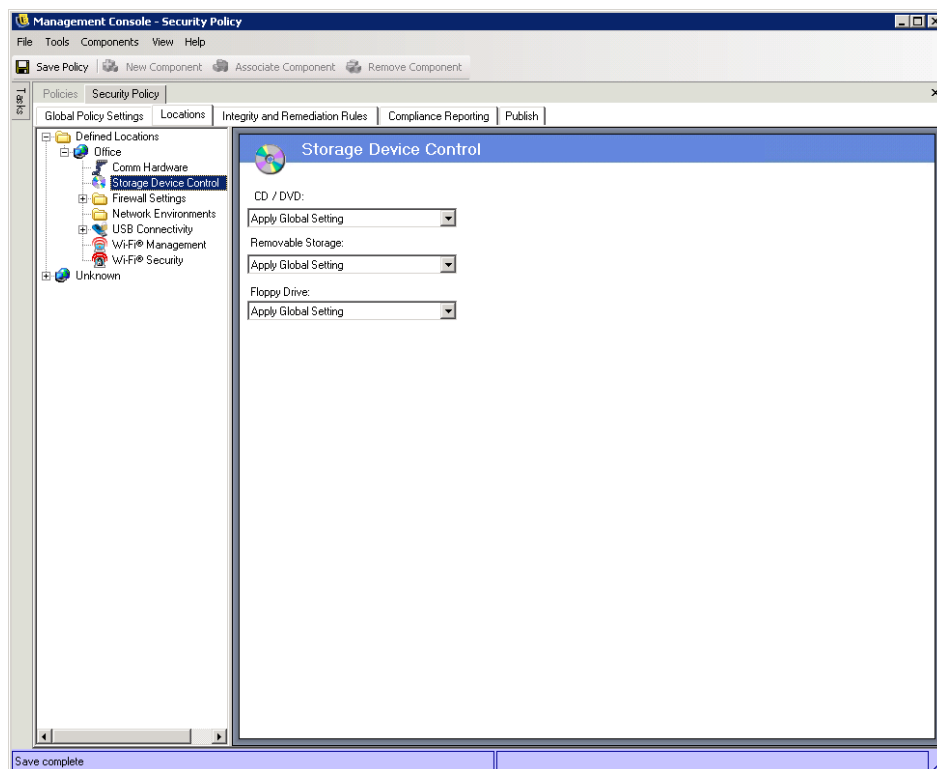 Management Console - Security Policy
File Tools Components View Help
Save Policy New Component Associate Component Remove Component
Tasks
Policies Security Policy
Global Policy Settings Locations Integrity and Remediation Rules Compliance Reporting Publish
Defined Locations
Office
Comm Hardware
Storage Device Control
Firewall Settings
Network Environments
USB Connectivity
Wi-Fi® Management
Wi-Fi® Security
Unknown
Storage Device Control
CD / DVD:
Apply Global Setting
Removable Storage:
Apply Global Setting
Floppy Drive:
Apply Global Setting
Save complete